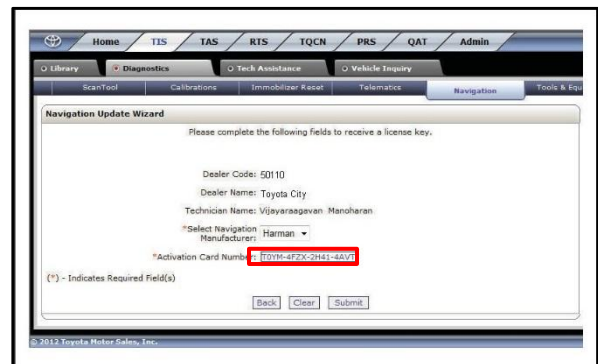 Home TIS TAS RTS TQCN PRS QAT Admin
Library Diagnostics Tech Assistance Vehicle Inquiry
ScanTool Calibrations Immobilizer Reset Telematics Navigation Tools & Equ
Navigation Update Wizard
Please complete the following fields to receive a license key.
Dealer Code: 50110
Dealer Name: Toyota City
Technician Name: Vijayaraagavan Manoharan
*Select Navigation Manufacturer: Harman
*Activation Card Number: T0YM-4FZX-2H41-4AVT
(*) - Indicates Required Field(s)
Back Clear Submit
© 2012 Toyota Motor Sales, Inc.